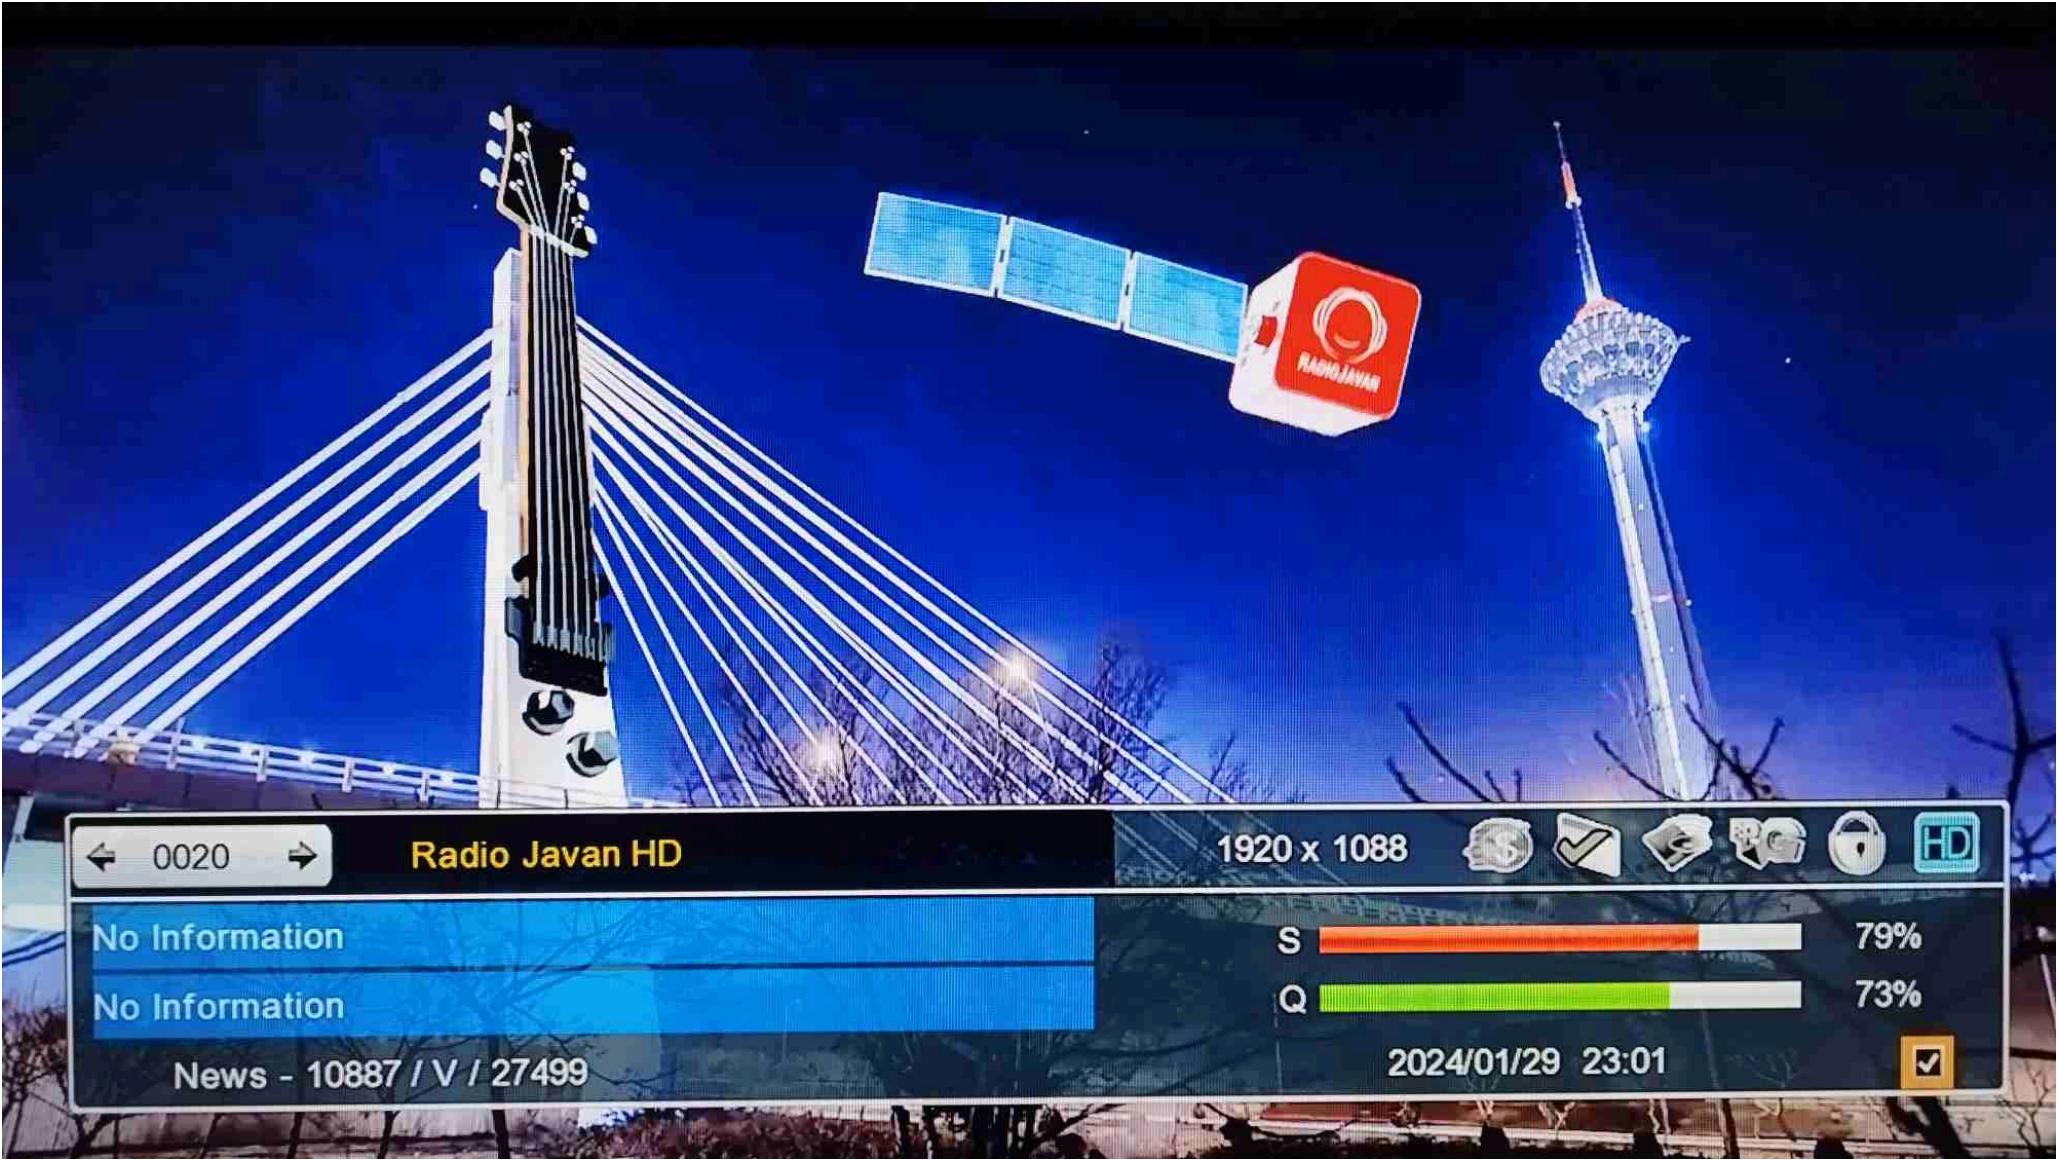 RADIOJAVAN
0020
Radio Javan HD
1920 x 1088
$
HD
No Information
No Information
S
79%
Q
73%
News - 10887 / V / 27499
2024/01/29 23:01